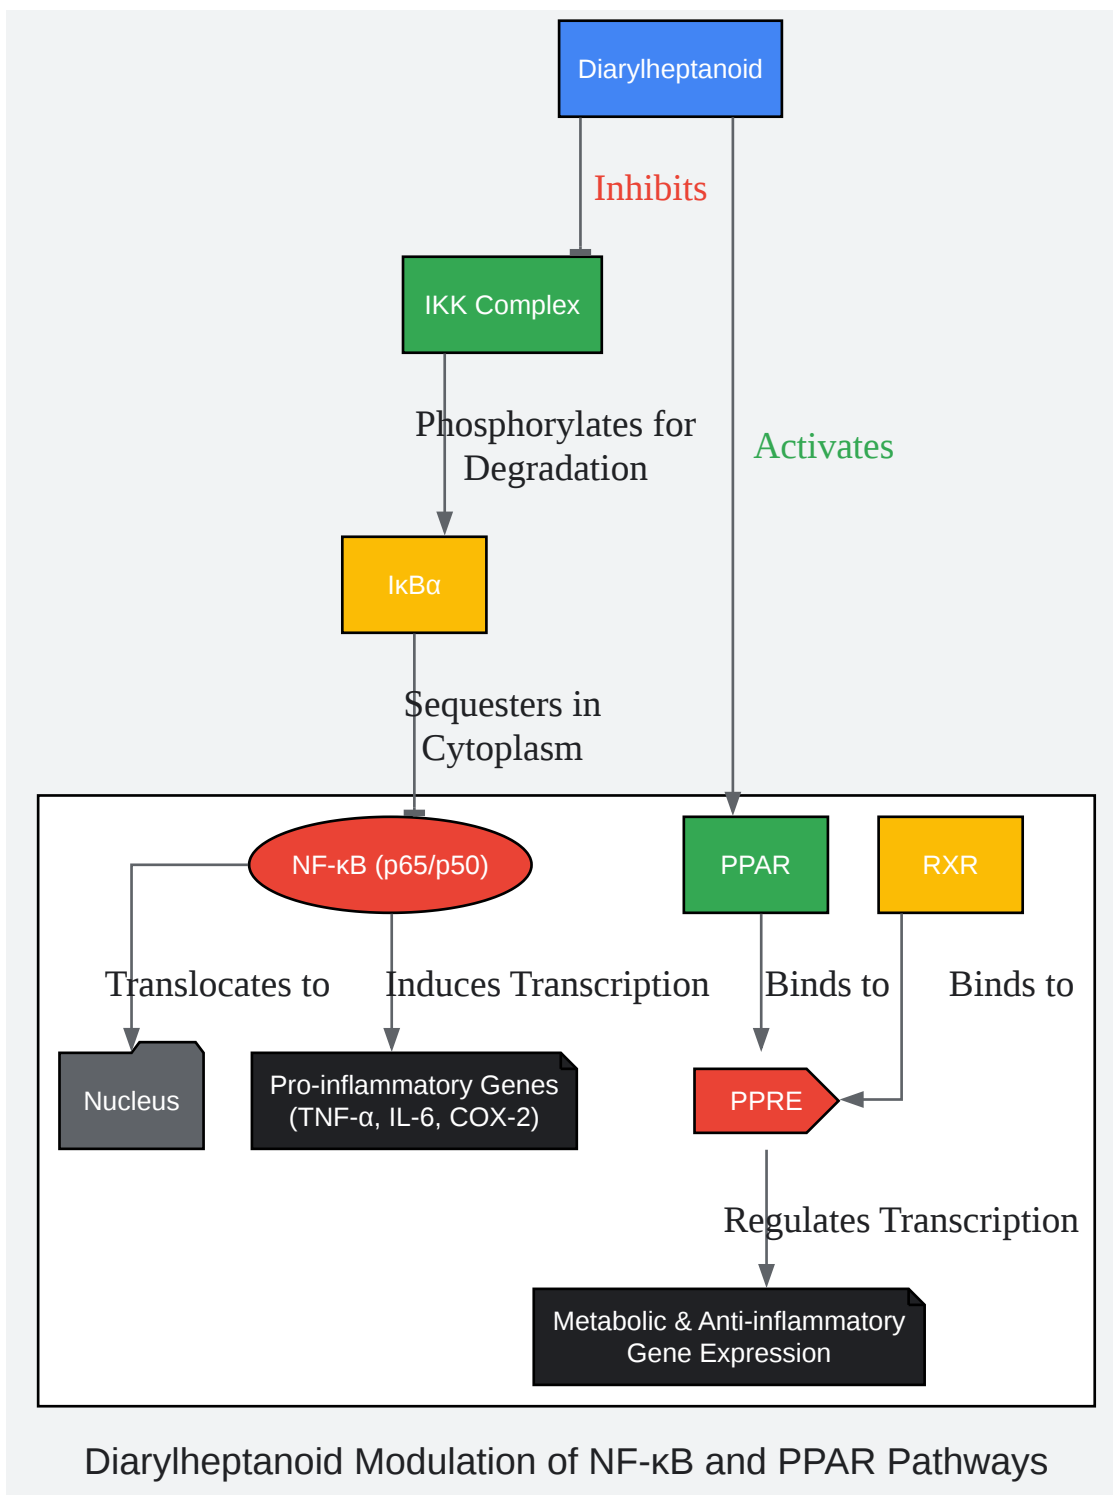 Diarylheptanoid
Inhibits
IKK Complex
Phosphorylates for
Degradation
Activates
IκBα
Sequesters in
Cytoplasm
NF-κB (p65/p50)
PPAR
RXR
Translocates to
Induces Transcription
Binds to
Binds to
Nucleus
Pro-inflammatory Genes
(TNF-α, IL-6, COX-2)
PPRE
Regulates Transcription
Metabolic & Anti-inflammatory
Gene Expression
Diarylheptanoid Modulation of NF-κB and PPAR Pathways